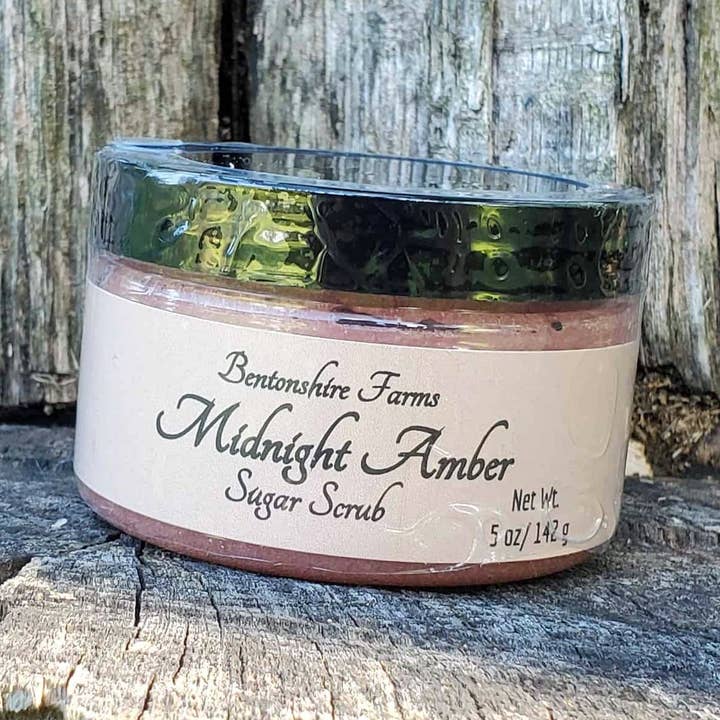 Bentonshire Farms
Midnight Amber
Sugar Scrub
Net Wt.
5 oz/ 142 g